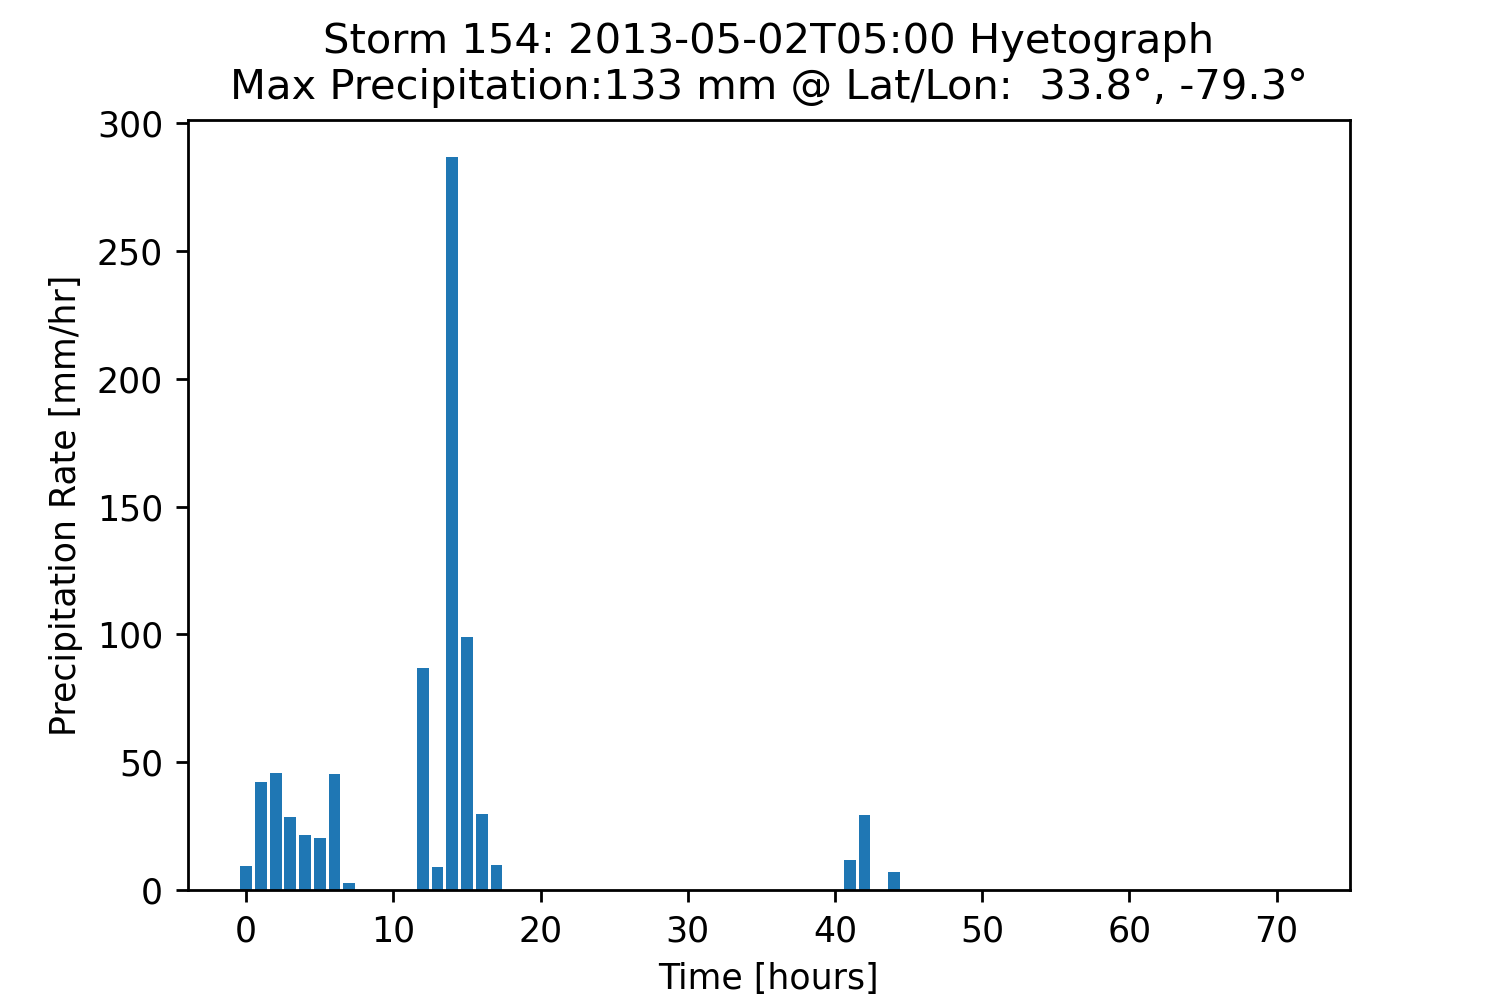 Storm 154: 2013-05-02T05:00 Hyetograph
Max Precipitation:133 mm @ Lat/Lon:  33.8°, -79.3°
300
250
200
150
100
50
0
Precipitation Rate [mm/hr]
0 10 20 30 40 50 60 70
Time [hours]